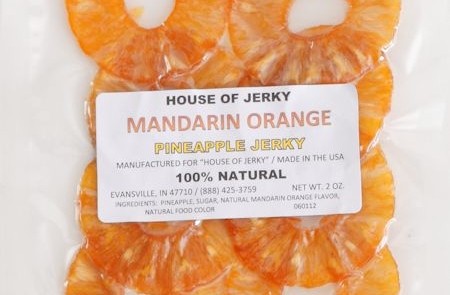 HOUSE OF JERKY
MANDARIN ORANGE
PINEAPPLE JERKY
MANUFACTURED FOR "HOUSE OF JERKY" / MADE IN THE USA
100% NATURAL
EVANSVILLE, IN 47710 / (888) 425-3759 NET WT. 2 OZ.
INGREDIENTS: PINEAPPLE, SUGAR, NATURAL MANDARIN ORANGE FLAVOR,
NATURAL FOOD COLOR 060112